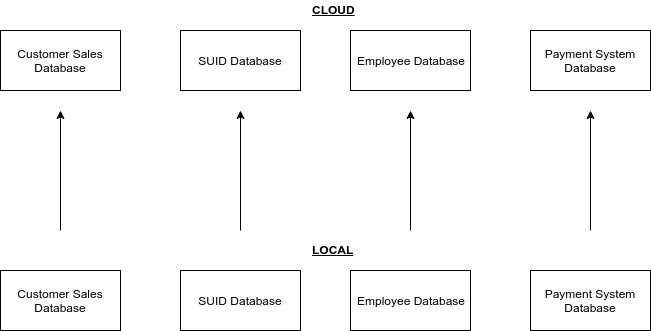 CLOUD
Customer Sales
Database
SUID Database
Employee Database
Payment System
Database
LOCAL
Customer Sales
Database
SUID Database
Employee Database
Payment System
Database